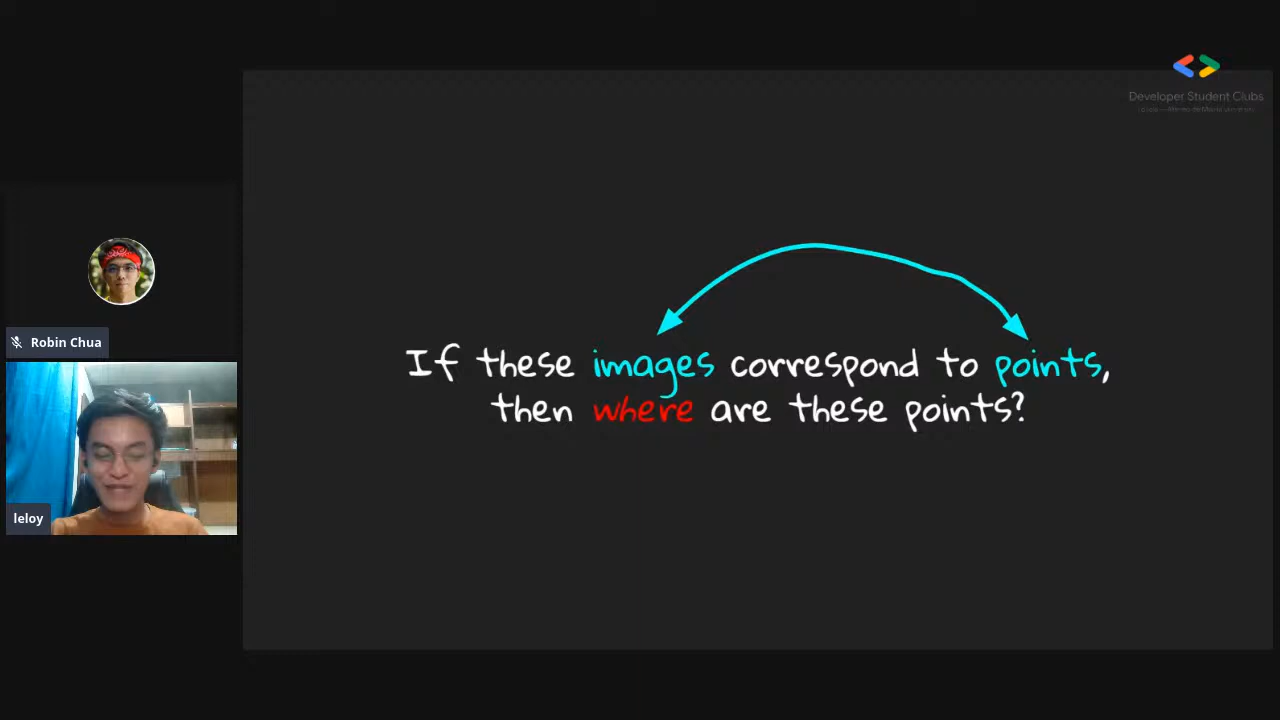 Developer Student Clubs
Robin Chua
If these images correspond to points,
then where are these points?
leloy